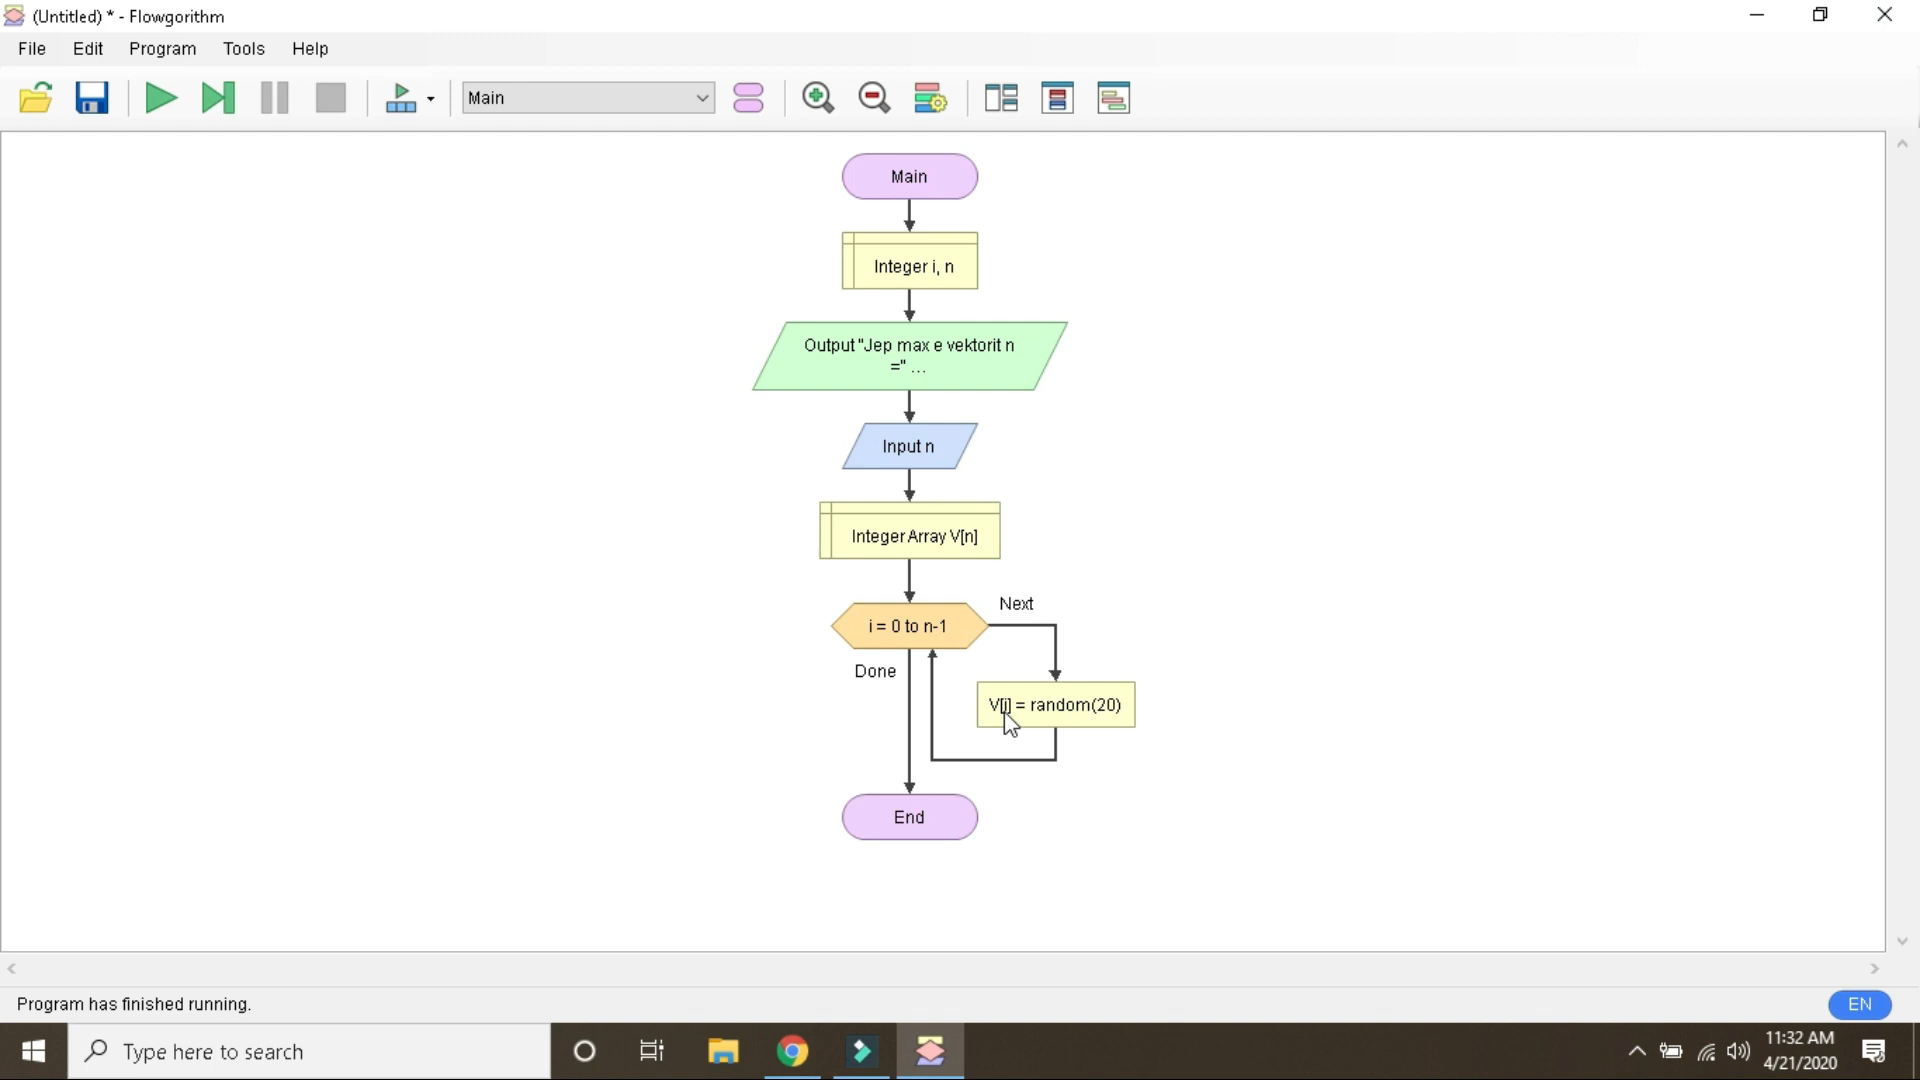 (Untitled) * - Flowgorithm
File Edit Program Tools Help
Main
Main
Integer i, n
Output "Jep max e vektorit n
=" ...
Input n
Integer Array V[n]
Next
i = 0 to n-1
Done
V[i] = random(20)
End
Program has finished running.
EN
Type here to search
11:32 AM
4/21/2020